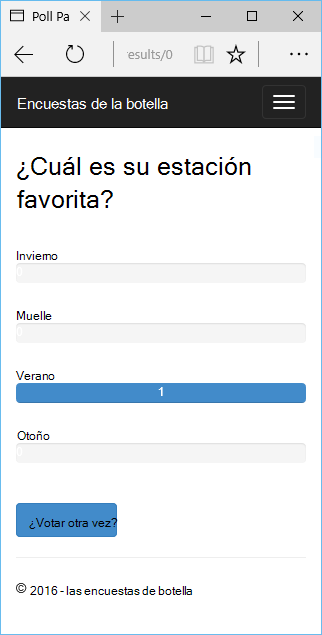 Poll Pa
results/0
Encuestas de la botella
¿Cuál es su estación
favorita?
Invierno
0
Muelle
0
Verano
1
Otoño
0
¿Votar otra vez?
© 2016 - las encuestas de botella